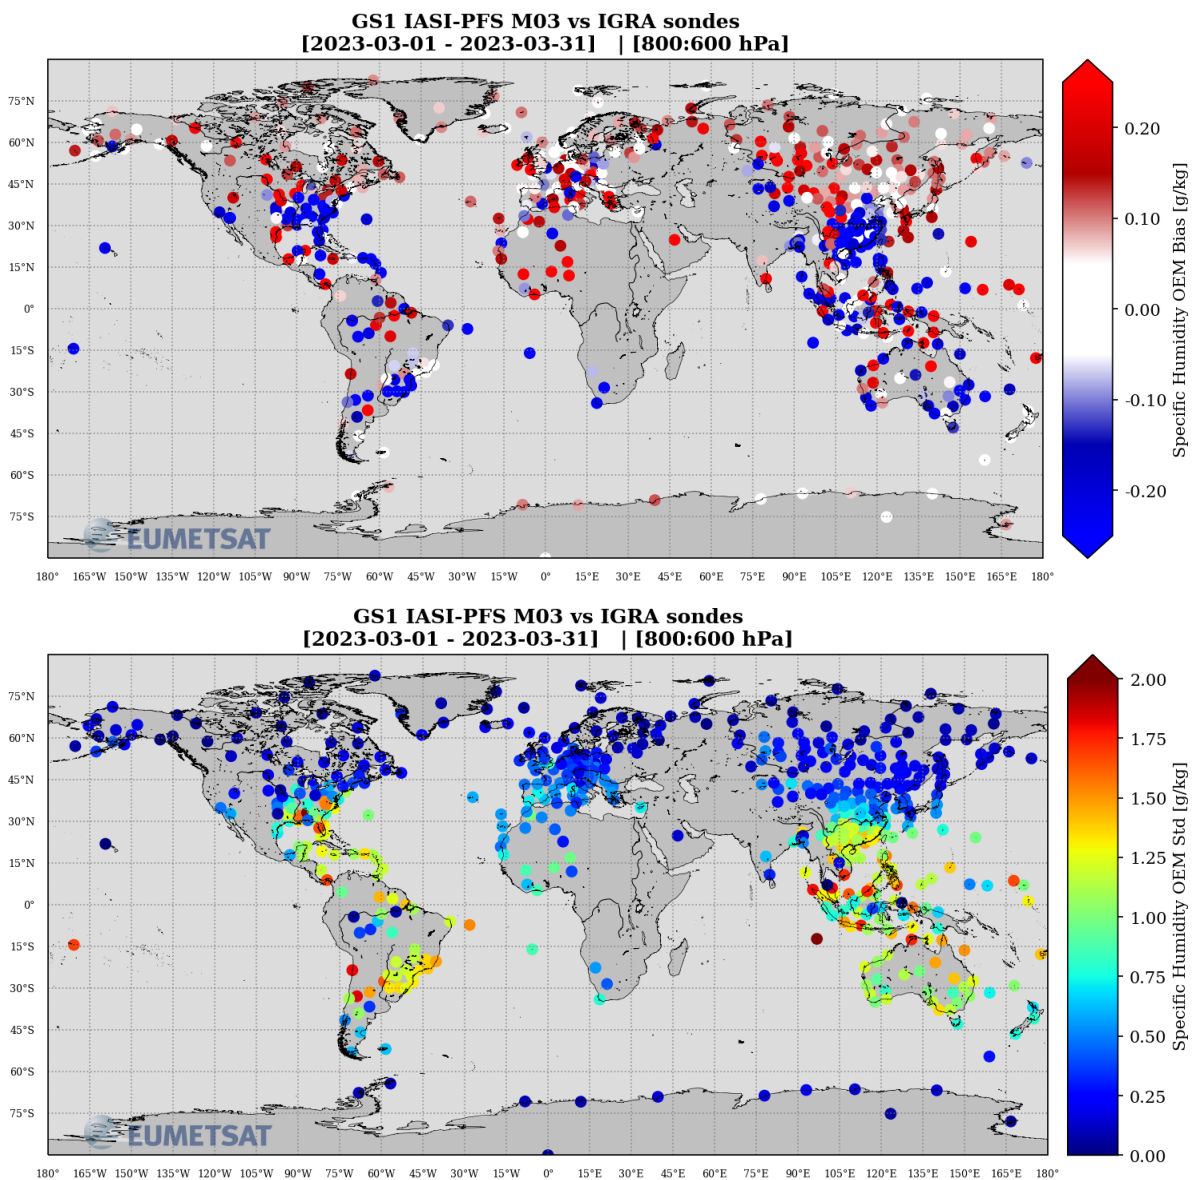 GS1 IASI-PFS M03 vs IGRA sondes
[2023-03-01 - 2023-03-31] | [800:600 hPa]
75°N
60°N
45°N
30°N
15°N
0°
15°S
30°S
45°S
60°S
75°S
EUMETSAT
180° 165°W 150°W 135°W 120°W 105°W 90°W 75°W 60°W 45°W 30°W 15°W 0° 15°E 30°E 45°E 60°E 75°E 90°E 105°E 120°E 135°E 150°E 165°E 180°
0.20
0.10
0.00
-0.10
-0.20
Specific Humidity OEM Bias [g/kg]
GS1 IASI-PFS M03 vs IGRA sondes
[2023-03-01 - 2023-03-31] | [800:600 hPa]
75°N
60°N
45°N
30°N
15°N
0°
15°S
30°S
45°S
60°S
75°S
EUMETSAT
180° 165°W 150°W 135°W 120°W 105°W 90°W 75°W 60°W 45°W 30°W 15°W 0° 15°E 30°E 45°E 60°E 75°E 90°E 105°E 120°E 135°E 150°E 165°E 180°
2.00
1.75
1.50
1.25
1.00
0.75
0.50
0.25
0.00
Specific Humidity OEM Std [g/kg]